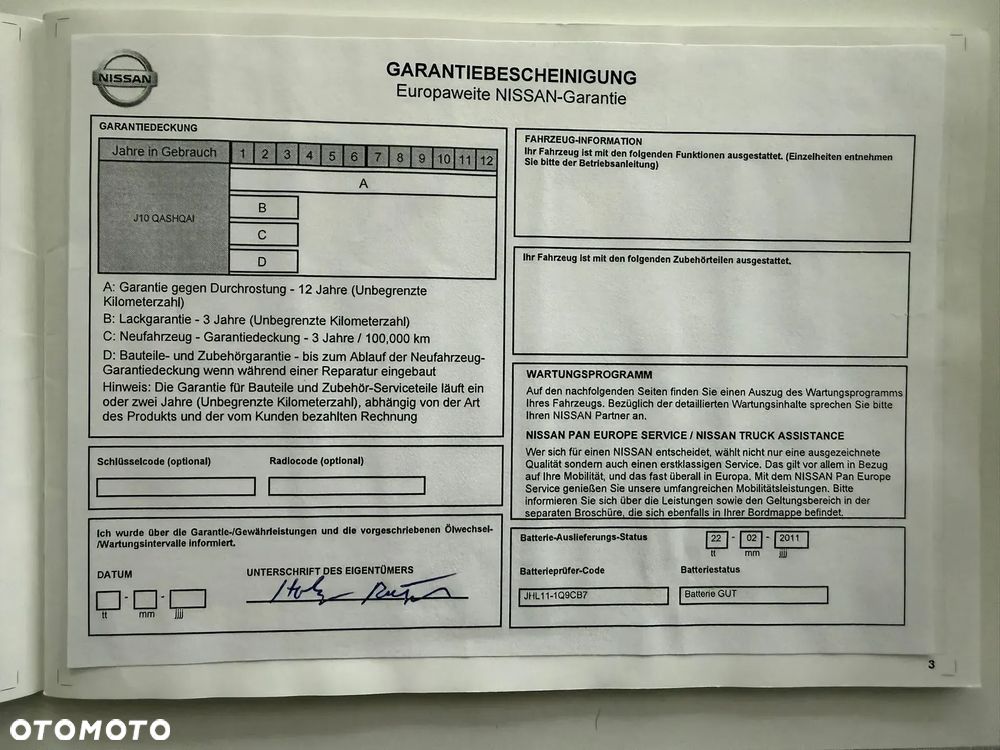 NISSAN
GARANTIEBESCHEINIGUNG
Europaweite NISSAN-Garantie
GARANTIEDECKUNG
Jahre in Gebrauch 1 2 3 4 5 6 7 8 9 10 11 12
A
J10 QASHQAI
B
C
D
A: Garantie gegen Durchrostung - 12 Jahre (Unbegrenzte
Kilometerzahl)
B: Lackgarantie - 3 Jahre (Unbegrenzte Kilometerzahl)
C: Neufahrzeug - Garantiedeckung - 3 Jahre / 100,000 km
D: Bauteile- und Zubehörgarantie - bis zum Ablauf der Neufahrzeug-
Garantiedeckung wenn während einer Reparatur eingebaut
Hinweis: Die Garantie für Bauteile und Zubehör-Serviceteile läuft ein
oder zwei Jahre (Unbegrenzte Kilometerzahl), abhängig von der Art
des Produkts und der vom Kunden bezahlten Rechnung
Schlüsselcode (optional) Radiocode (optional)
Ich wurde über die Garantie-/Gewährleistungen und die vorgeschriebenen Ölwechsel-
/Wartungsintervalle informiert.
DATUM UNTERSCHRIFT DES EIGENTÜMERS
- -
tt mm jjjj
FAHRZEUG-INFORMATION
Ihr Fahrzeug ist mit den folgenden Funktionen ausgestattet. (Einzelheiten entnehmen
Sie bitte der Betriebsanleitung)
Ihr Fahrzeug ist mit den folgenden Zubehörteilen ausgestattet.
WARTUNGSPROGRAMM
Auf den nachfolgenden Seiten finden Sie einen Auszug des Wartungsprogramms
Ihres Fahrzeugs. Bezüglich der detaillierten Wartungsinhalte sprechen Sie bitte
Ihren NISSAN Partner an.
NISSAN PAN EUROPE SERVICE / NISSAN TRUCK ASSISTANCE
Wer sich für einen NISSAN entscheidet, wählt nicht nur eine ausgezeichnete
Qualität sondern auch einen erstklassigen Service. Das gilt vor allem in Bezug
auf Ihre Mobilität, und das fast überall in Europa. Mit dem NISSAN Pan Europe
Service genießen Sie unsere umfangreichen Mobilitätsleistungen. Bitte
informieren Sie sich über die Leistungen sowie den Geltungsbereich in der
separaten Broschüre, die sich ebenfalls in Ihrer Bordmappe befindet.
Batterie-Auslieferungs-Status 22 - 02 - 2011
tt mm jjjj
Batterieprüfer-Code Batteriestatus
JHL11-1Q9CB7 Batterie GUT
3
OTOMOTO